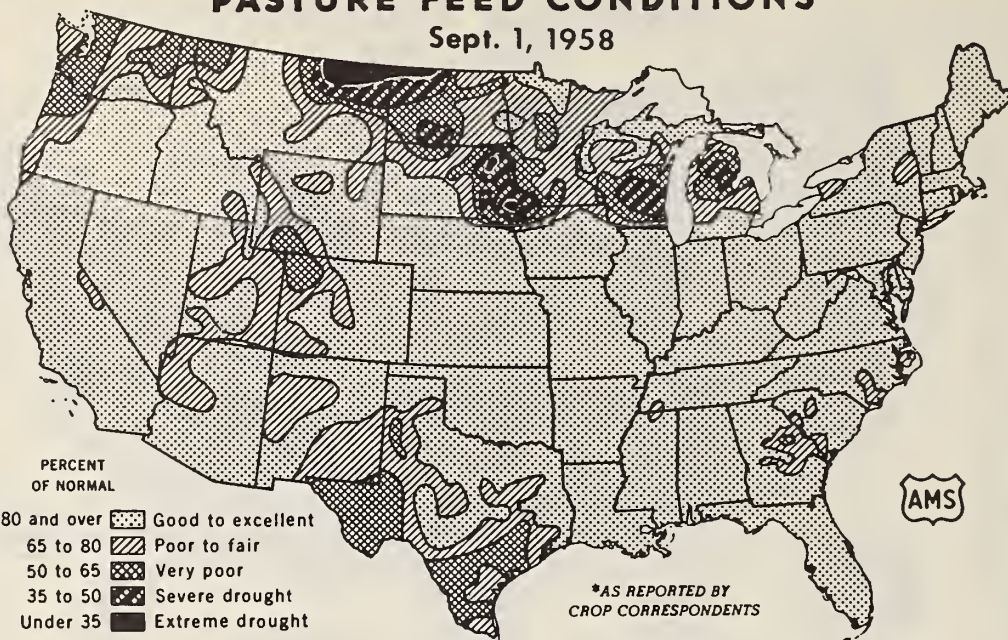 PASTURE FEED CONDITIONS
Sept. 1, 1958
PERCENT
OF NORMAL
80 and over Good to excellent
65 to 80 Poor to fair
50 to 65 Very poor
35 to 50 Severe drought
Under 35 Extreme drought
*AS REPORTED BY
CROP CORRESPONDENTS
AMS